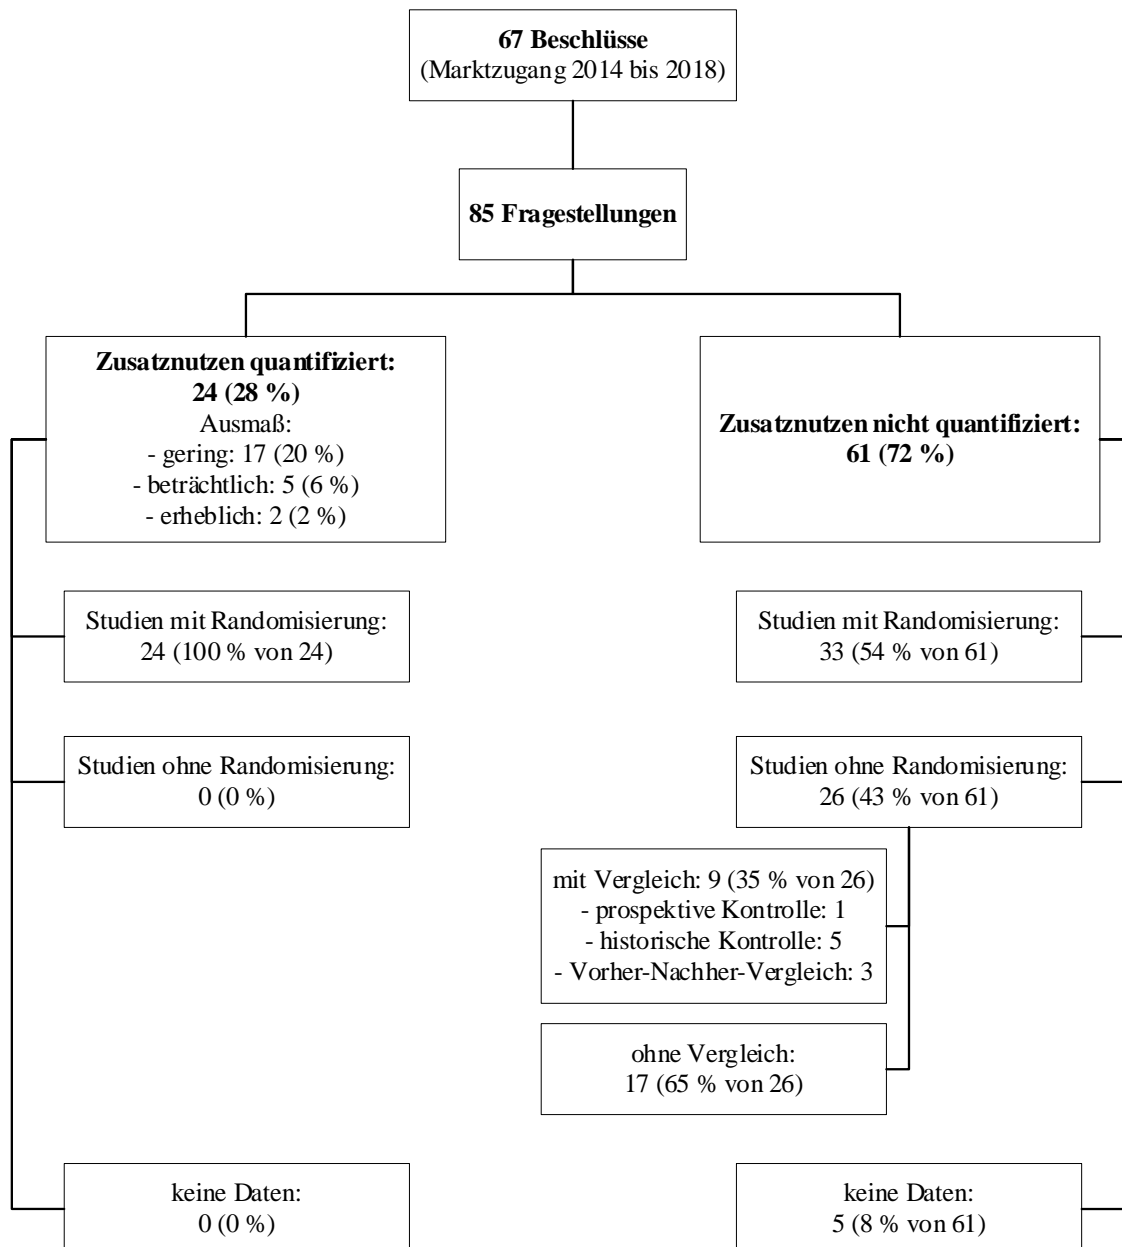 67 Beschlüsse
(Marktzugang 2014 bis 2018)
85 Fragestellungen
Zusatznutzen quantifiziert:
24 (28 %)
Ausmaß:
- gering: 17 (20 %)
- beträchtlich: 5 (6 %)
- erheblich: 2 (2 %)
Zusatznutzen nicht quantifiziert:
61 (72 %)
Studien mit Randomisierung:
24 (100 % von 24)
Studien mit Randomisierung:
33 (54 % von 61)
Studien ohne Randomisierung:
0 (0 %)
Studien ohne Randomisierung:
26 (43 % von 61)
mit Vergleich: 9 (35 % von 26)
- prospektive Kontrolle: 1
- historische Kontrolle: 5
- Vorher-Nachher-Vergleich: 3
ohne Vergleich:
17 (65 % von 26)
keine Daten:
0 (0 %)
keine Daten:
5 (8 % von 61)